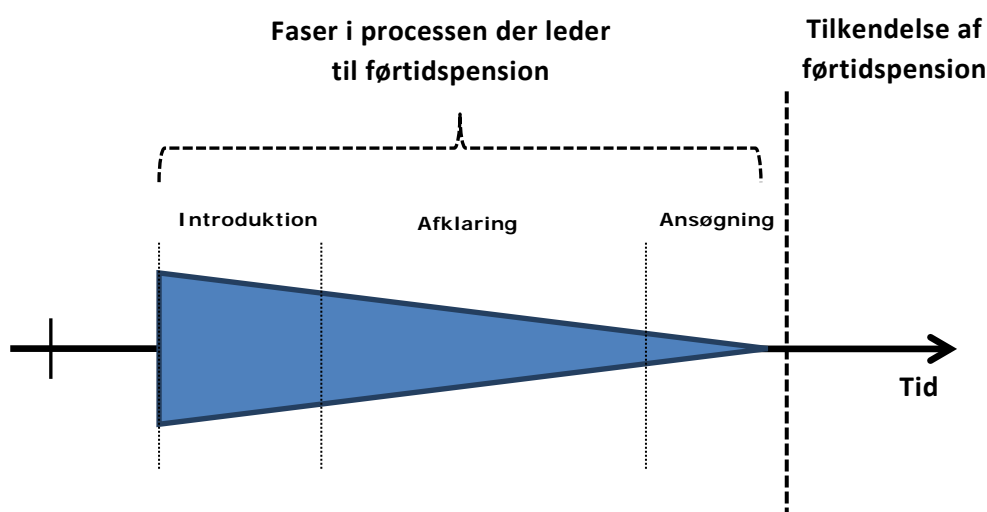 Faser i processen der leder
til førtidspension
Tilkendelse af
førtidspension
Introduktion
Afklaring
Ansøgning
Tid